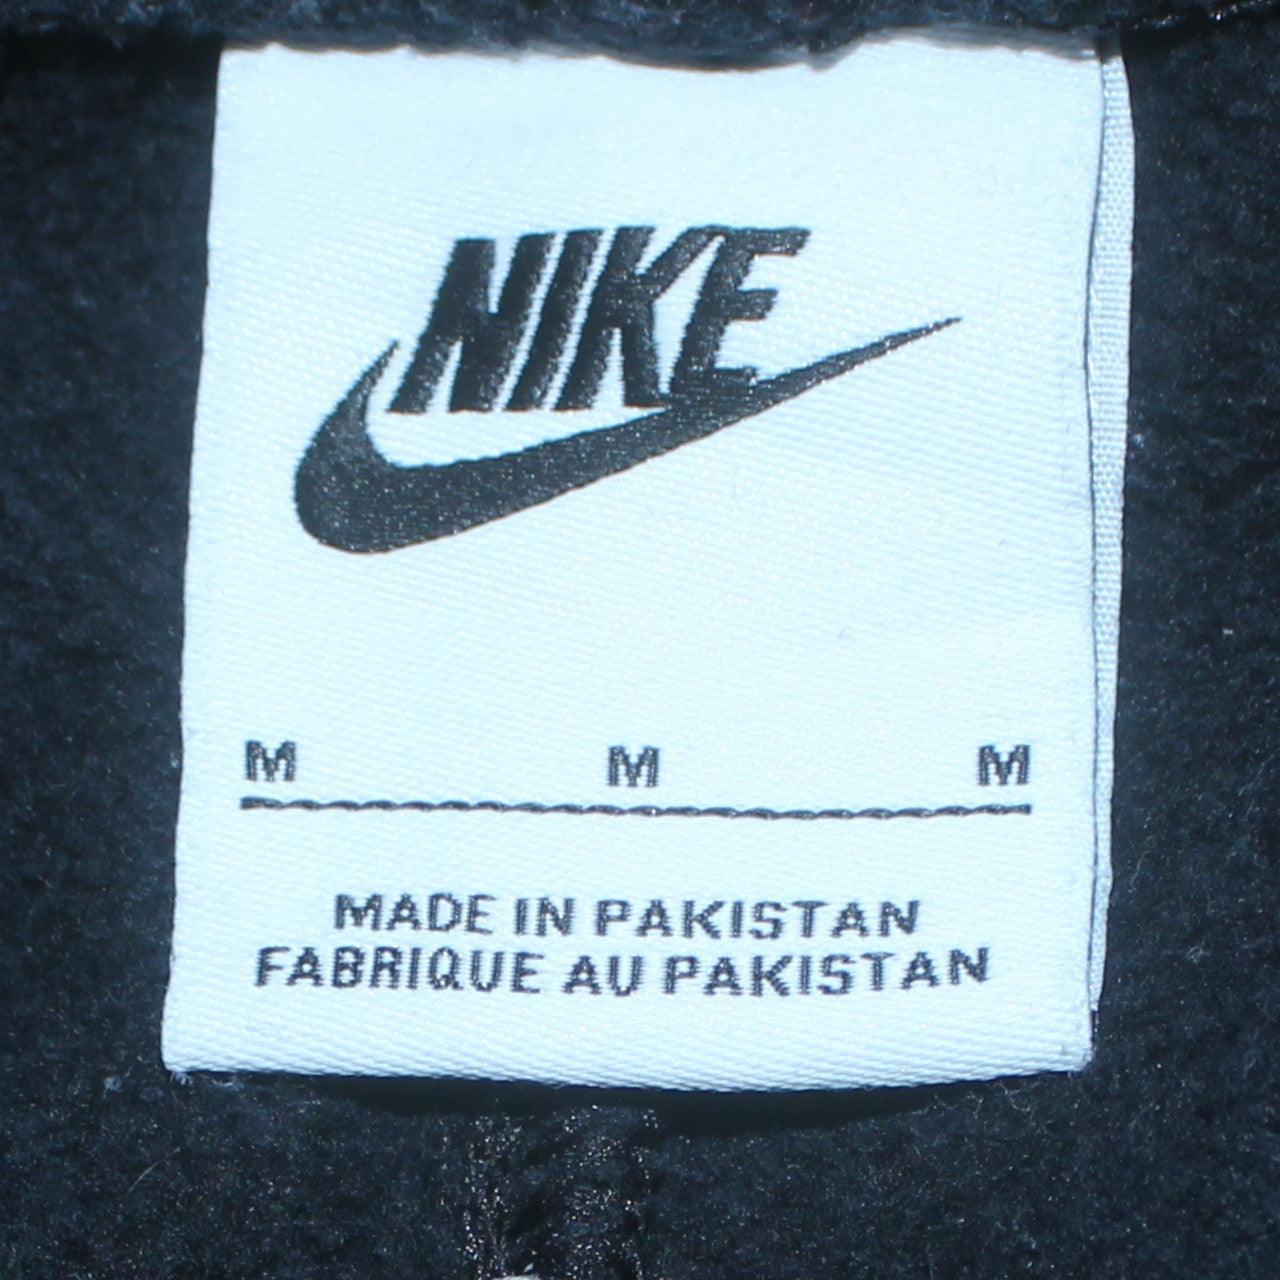 NIKE
M M M
MADE IN PAKISTAN
FABRIQUE AU PAKISTAN